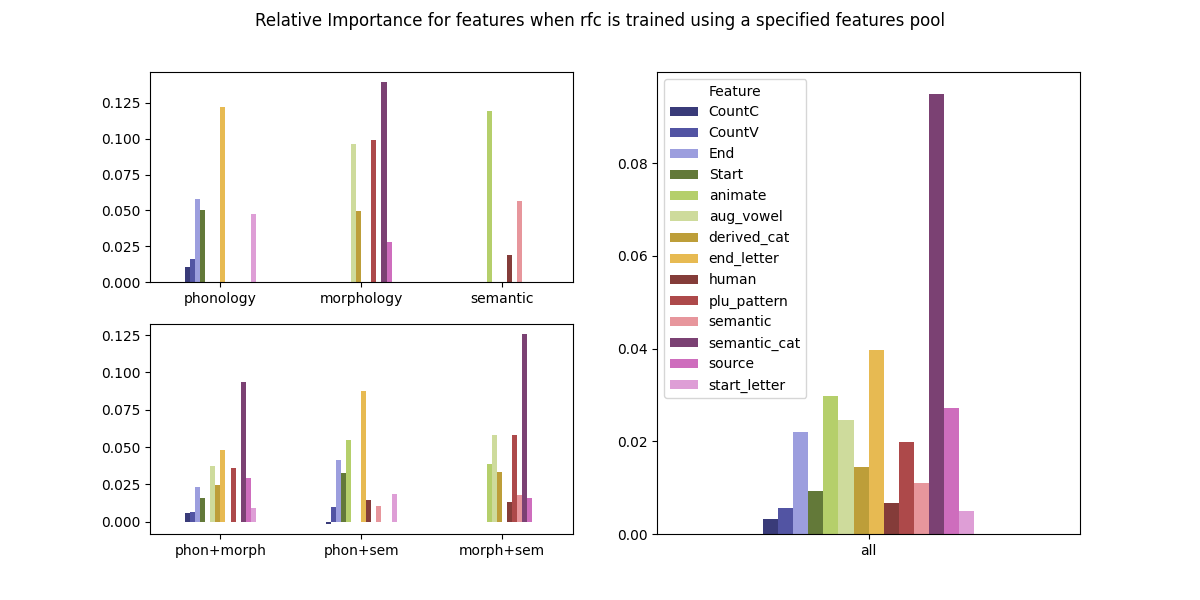 Relative Importance for features when rfc is trained using a specified features pool
0.125
0.100
0.075
0.050
0.025
0.000
phonology morphology semantic
0.125
0.100
0.075
0.050
0.025
0.000
phon+morph phon+sem morph+sem
0.08
0.06
0.04
0.02
0.00
Feature
CountC
CountV
End
Start
animate
aug_vowel
derived_cat
end_letter
human
plu_pattern
semantic
semantic_cat
source
start_letter
all